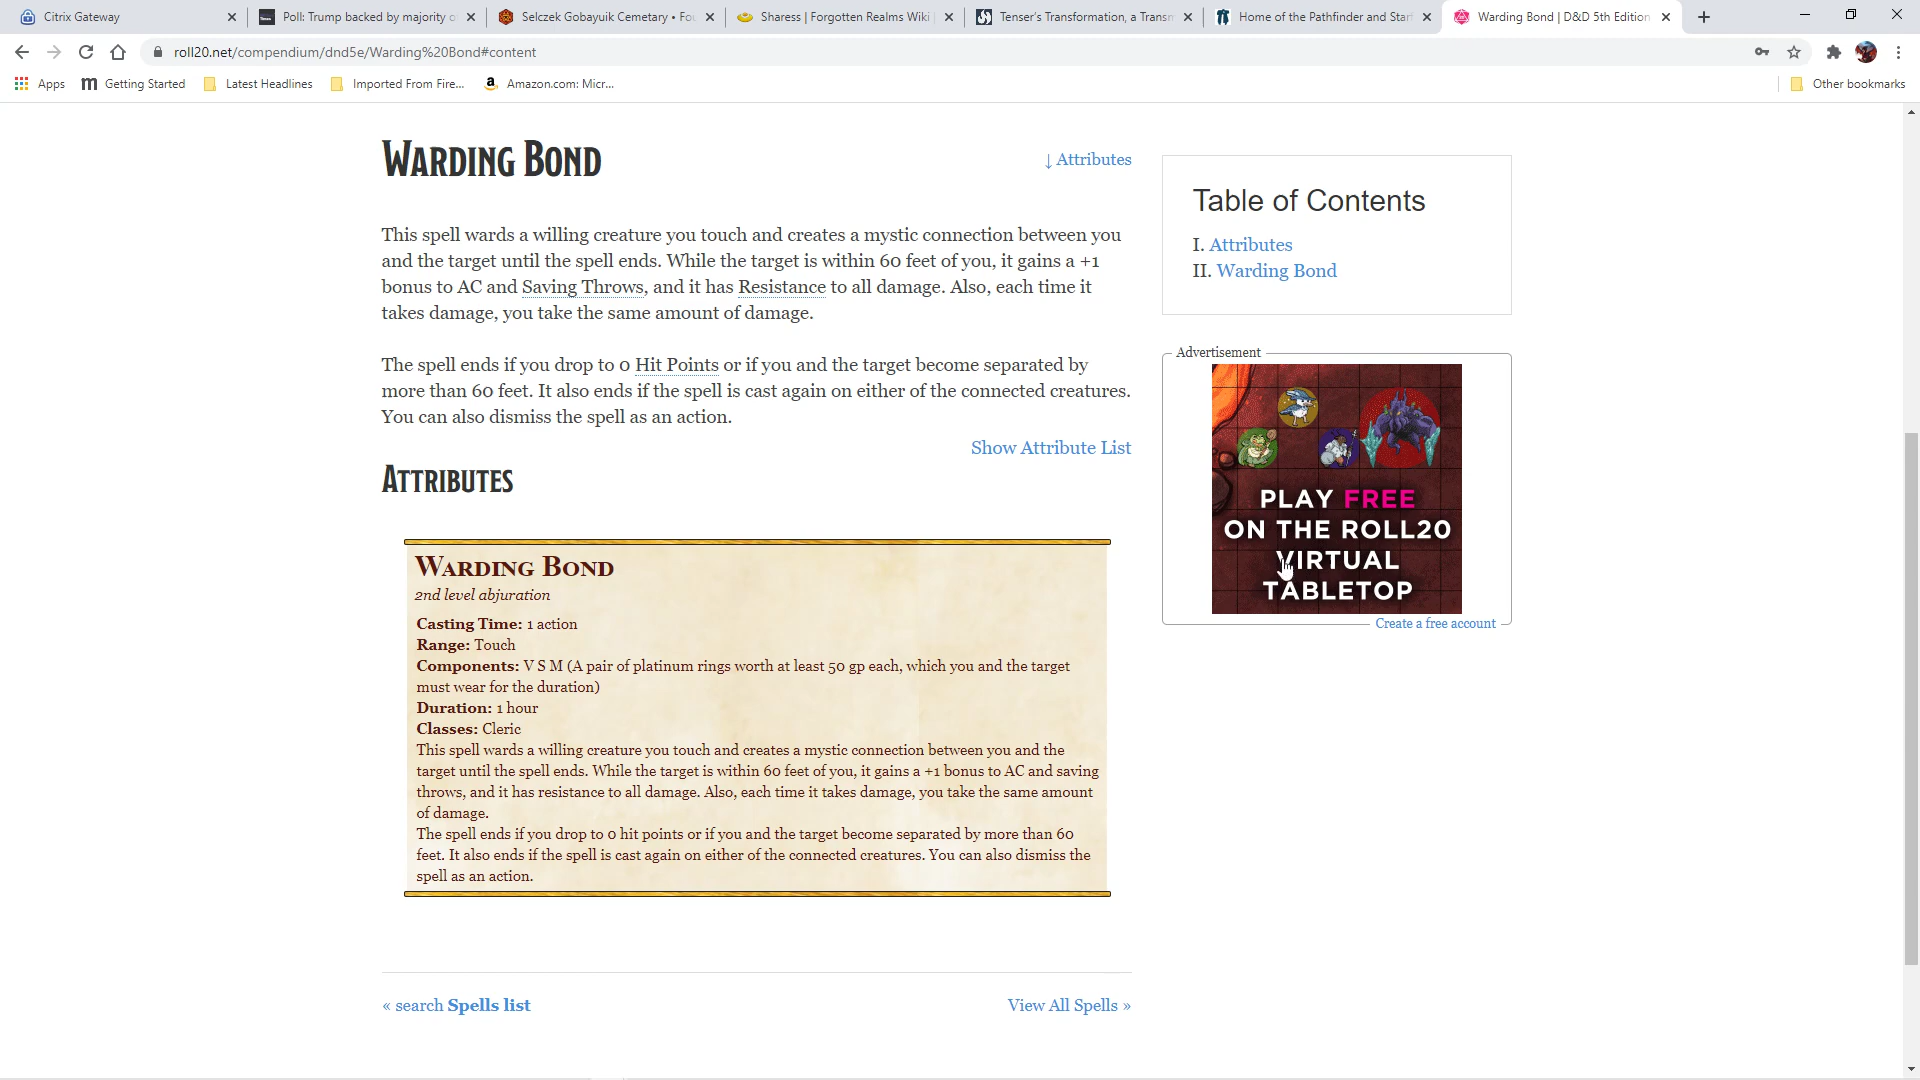 Citrix Gateway
Poll: Trump backed by majority o
Selczek Gobayuik Cemetary • Fou
Sharess | Forgotten Realms Wiki
Tenser's Transformation, a Transm
Home of the Pathfinder and Starf
Warding Bond | D&D 5th Edition
roll20.net/compendium/dnd5e/Warding%20Bond#content
Apps
Getting Started
Latest Headlines
Imported From Fire...
Amazon.com: Micr...
Other bookmarks
WARDING BOND
↓ Attributes
This spell wards a willing creature you touch and creates a mystic connection between you
and the target until the spell ends. While the target is within 60 feet of you, it gains a +1
bonus to AC and Saving Throws, and it has Resistance to all damage. Also, each time it
takes damage, you take the same amount of damage.
The spell ends if you drop to 0 Hit Points or if you and the target become separated by
more than 60 feet. It also ends if the spell is cast again on either of the connected creatures.
You can also dismiss the spell as an action.
Show Attribute List
ATTRIBUTES
WARDING BOND
2nd level abjuration
Casting Time: 1 action
Range: Touch
Components: V S M (A pair of platinum rings worth at least 50 gp each, which you and the target
must wear for the duration)
Duration: 1 hour
Classes: Cleric
This spell wards a willing creature you touch and creates a mystic connection between you and the
target until the spell ends. While the target is within 60 feet of you, it gains a +1 bonus to AC and saving
throws, and it has resistance to all damage. Also, each time it takes damage, you take the same amount
of damage.
The spell ends if you drop to 0 hit points or if you and the target become separated by more than 60
feet. It also ends if the spell is cast again on either of the connected creatures. You can also dismiss the
spell as an action.
« search Spells list
View All Spells »
Table of Contents
I. Attributes
II. Warding Bond
Advertisement
PLAY FREE
ON THE ROLL20
VIRTUAL
TABLETOP
Create a free account